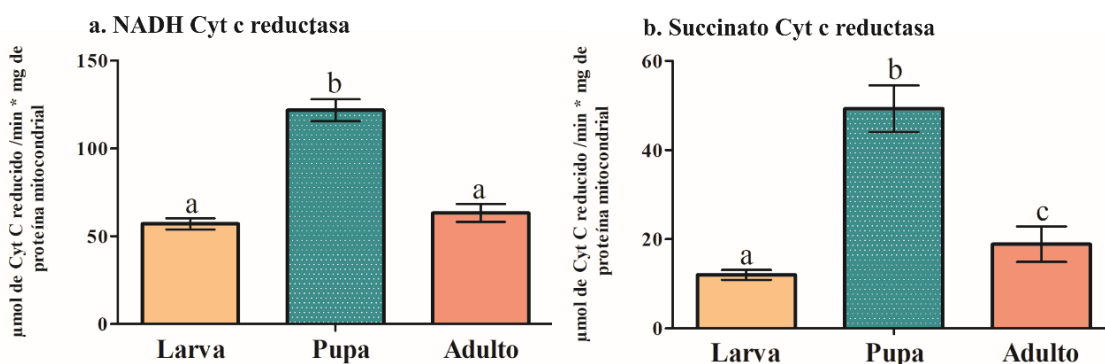 a. NADH Cyt c reductasa
µmol de Cyt C reducido /min * mg de
proteína mitocondrial
150
100
50
0
a
b
a
Larva
Pupa
Adulto
b. Succinato Cyt c reductasa
µmol de Cyt C reducido /min * mg de
proteína mitocondrial
60
40
20
0
a
b
c
Larva
Pupa
Adulto